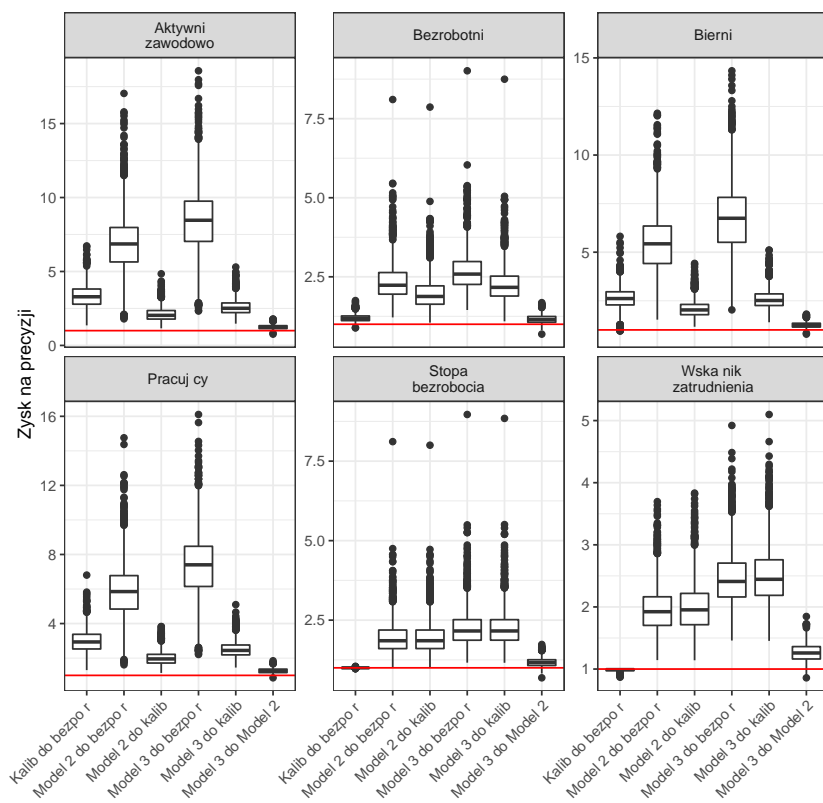 Aktywni
zawodowo
Bezrobotni
Bierni
15
10
5
0
7.5
5.0
2.5
15
10
5
Zysk na precyzji
Pracuj cy
Stopa
bezrobocia
Wska nik
zatrudnienia
16
12
8
4
7.5
5.0
2.5
5
4
3
2
1
Kalib do bezpo r
Model 2 do bezpo r
Model 2 do kalib
Model 3 do bezpo r
Model 3 do kalib
Model 3 do Model 2
Kalib do bezpo r
Model 2 do bezpo r
Model 2 do kalib
Model 3 do bezpo r
Model 3 do kalib
Model 3 do Model 2
Kalib do bezpo r
Model 2 do bezpo r
Model 2 do kalib
Model 3 do bezpo r
Model 3 do kalib
Model 3 do Model 2